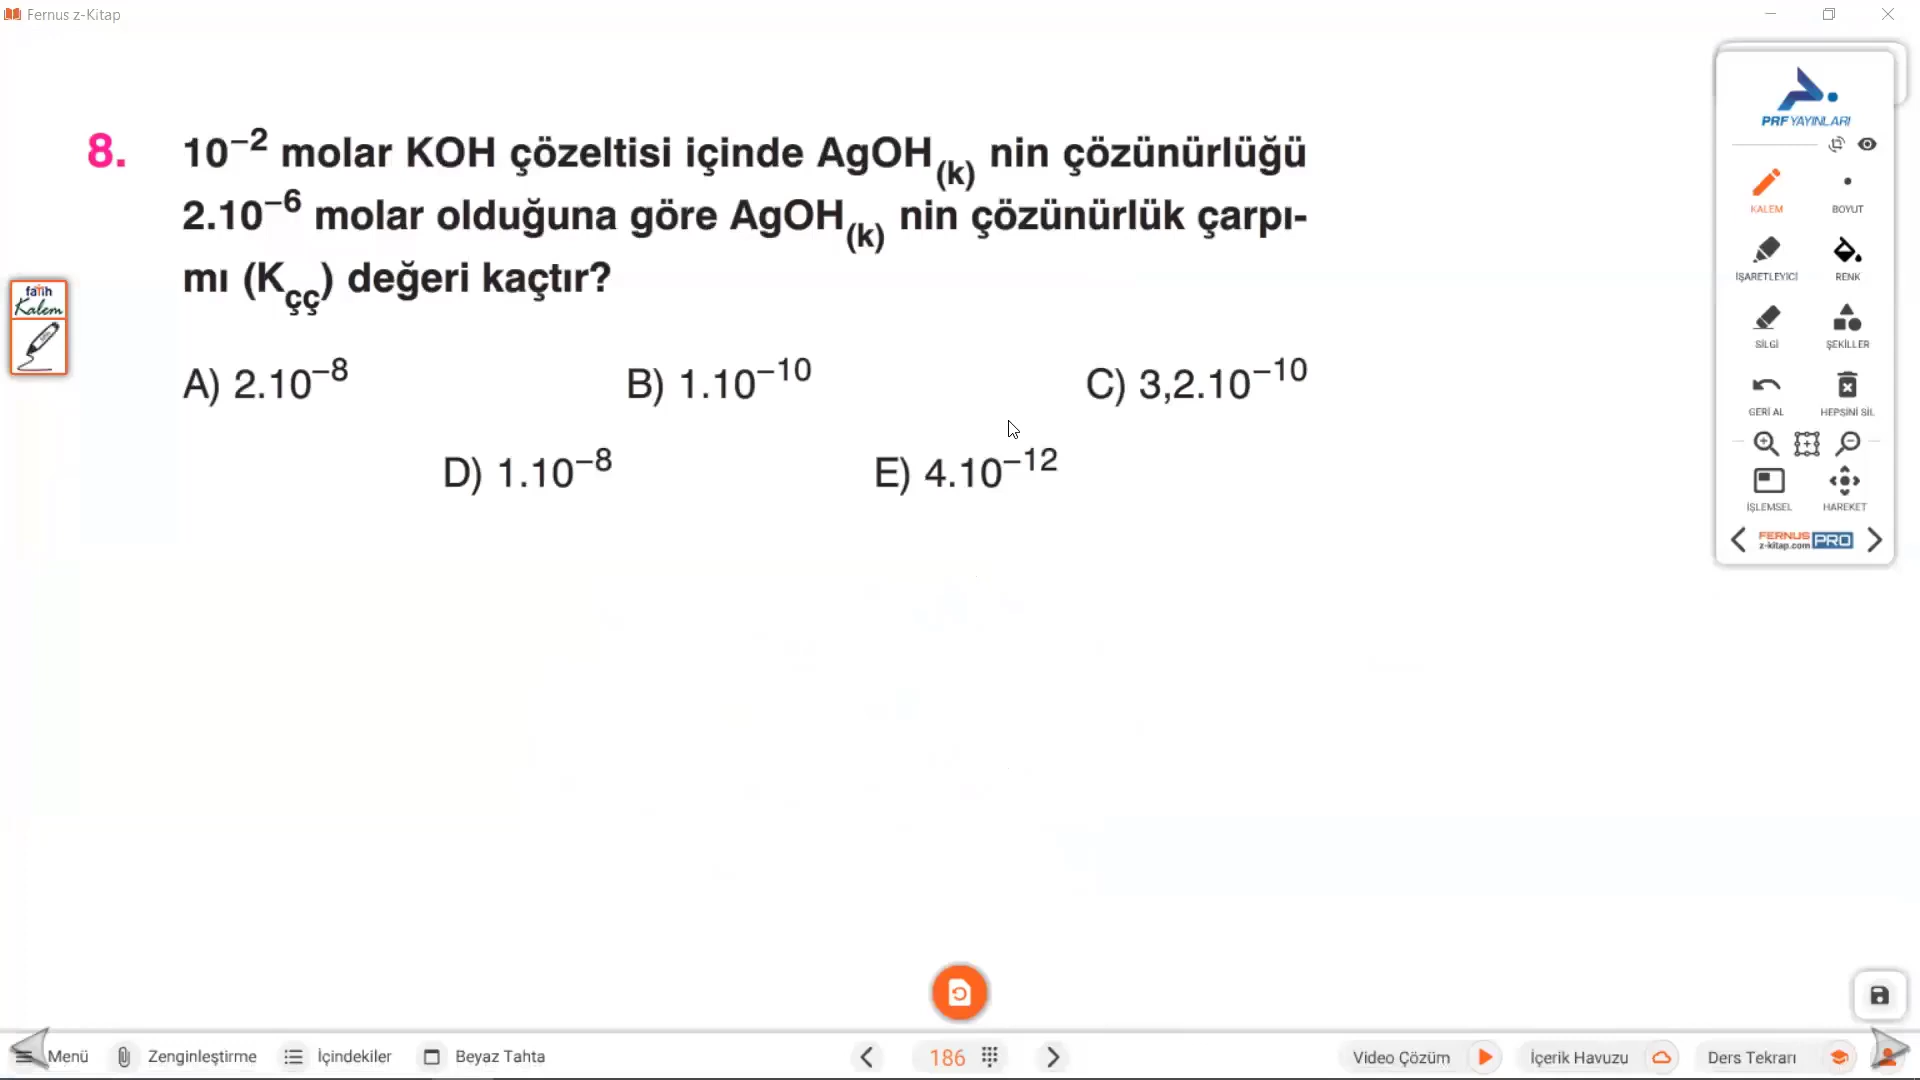 Fernus z-Kitap
PRF YAYINLARI
8. 10⁻² molar KOH çözeltisi içinde AgOH₍ₖ₎ nin çözünürlüğü
2.10⁻⁶ molar olduğuna göre AgOH₍ₖ₎ nin çözünürlük çarpı-
mı (Kçç) değeri kaçtır?
A) 2.10⁻⁸ B) 1.10⁻¹⁰ C) 3,2.10⁻¹⁰
D) 1.10⁻⁸ E) 4.10⁻¹²
fatih
Kalem
KALEM BOYUT
İŞARETLEYİCİ RENK
SİLGİ ŞEKİLLER
GERİ AL HEPSİNİ SİL
İŞLEMSEL HAREKET
FERNUS
z-kitap.com PRO
Menü Zenginleştirme İçindekiler Beyaz Tahta 186 Video Çözüm İçerik Havuzu Ders Tekrarı